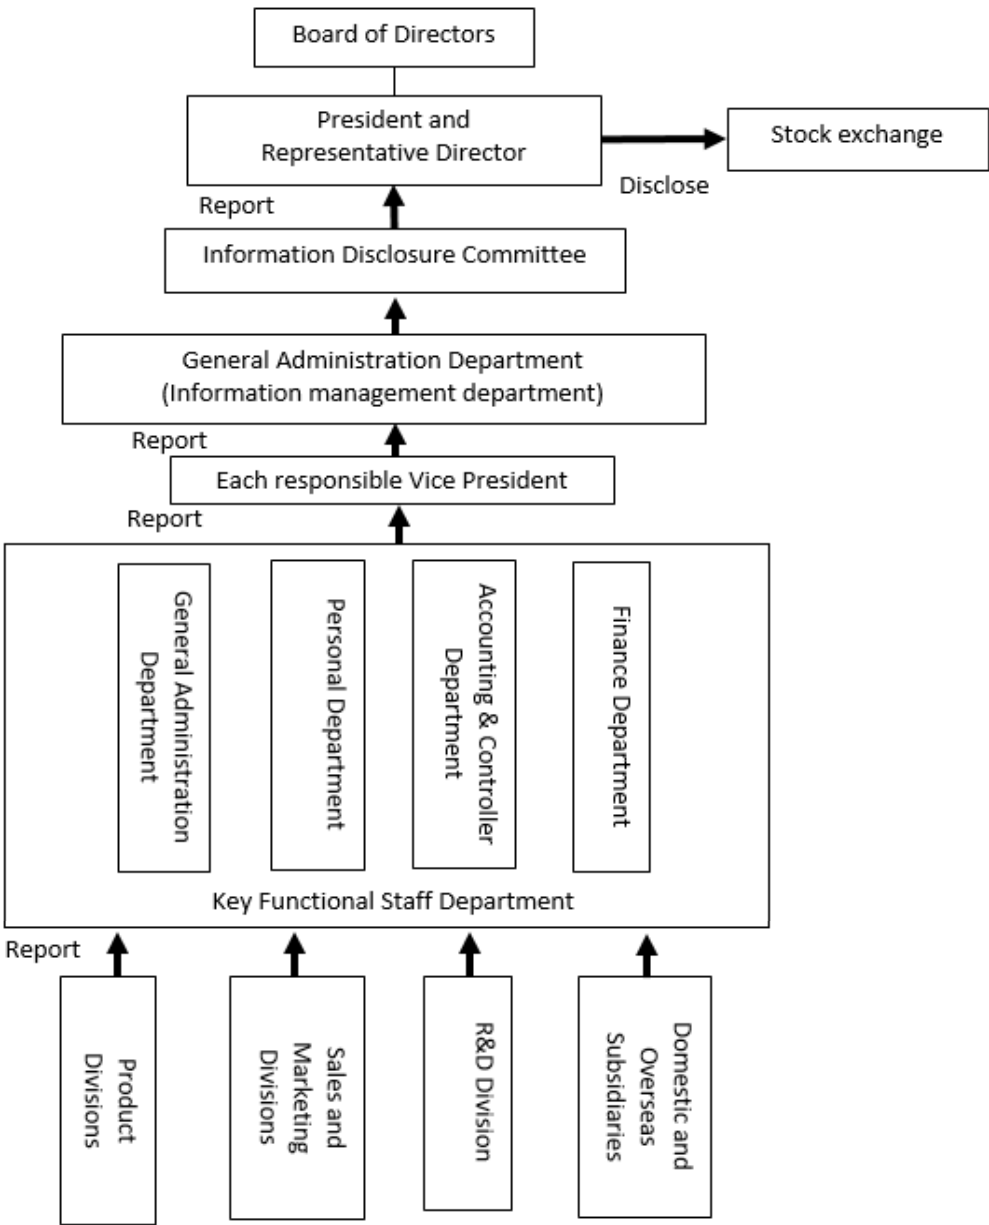 Board of Directors
President and
Representative Director
Stock exchange
Disclose
Report
Information Disclosure Committee
General Administration Department
(Information management department)
Report
Each responsible Vice President
Report
General Administration
Department
Personal Department
Accounting & Controller
Department
Finance Department
Key Functional Staff Department
Report
Product
Divisions
Sales and
Marketing
Divisions
R&D Division
Domestic and
Overseas
Subsidiaries